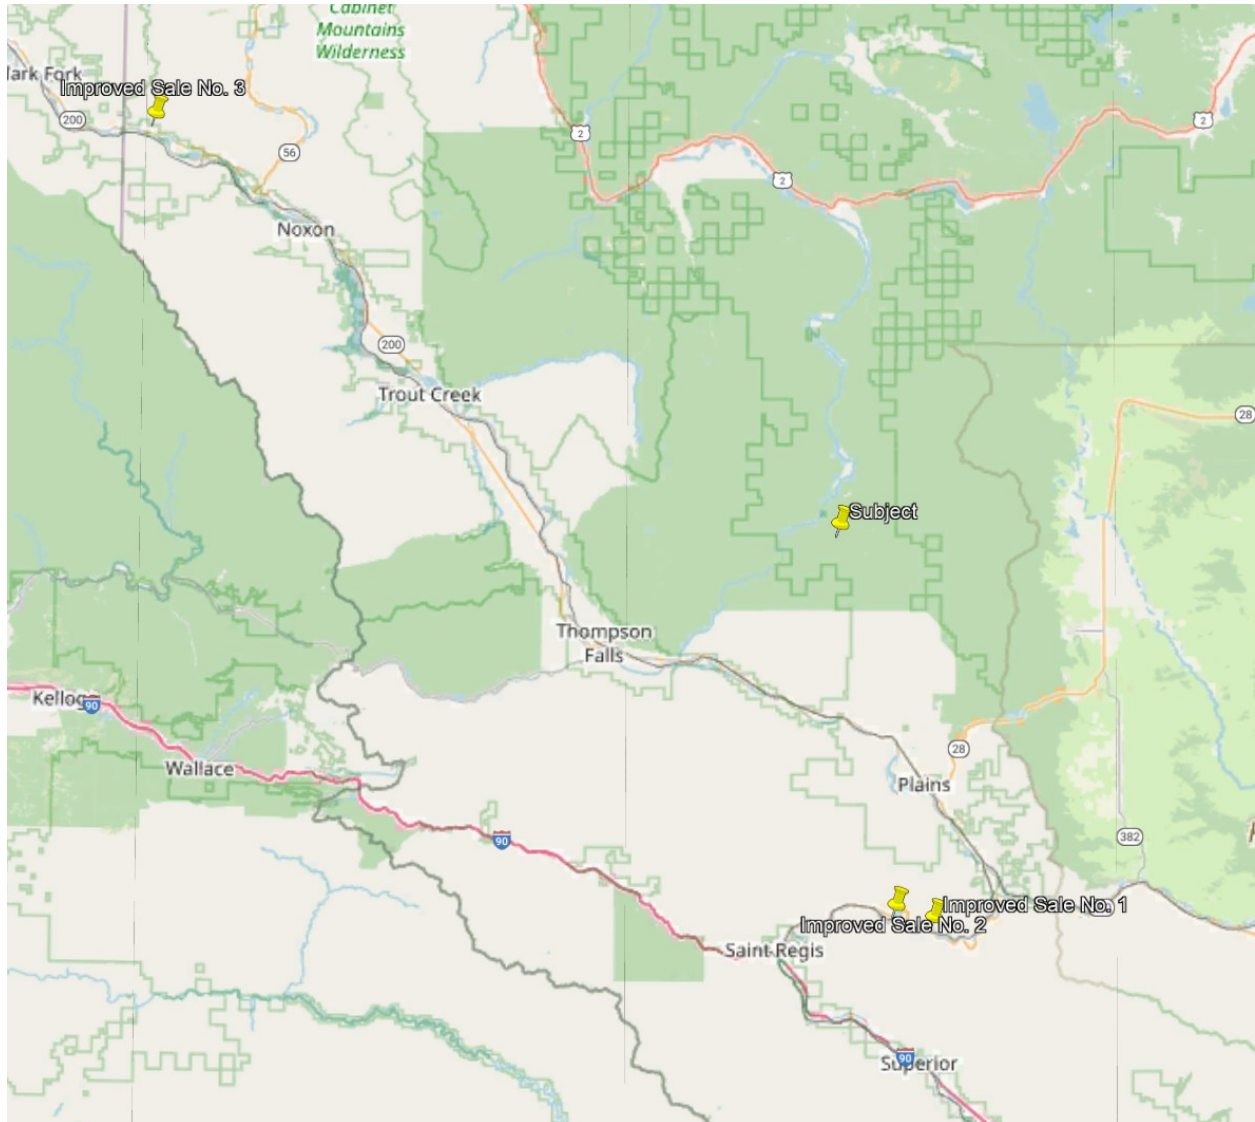 Cabinet
Mountains
Wilderness
lark Fork
Improved Sale No. 3
200
56
2
2
2
Noxon
200
Trout Creek
28
Subject
Thompson
Falls
Kellogg
90
Wallace
28
Plains
90
382
Improved Sale No. 1
Improved Sale No. 2
Saint Regis
90
Superior